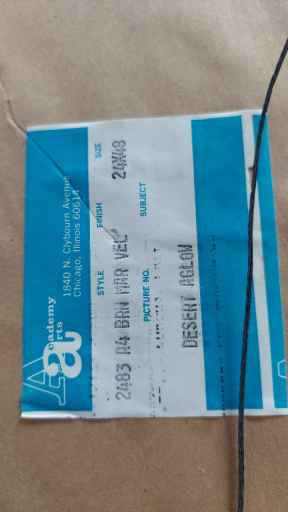 Academy
arts
1840 N. Clybourn Avenue
Chicago, Illinois 60614
STYLE FINISH SIZE
2483 A4 BRN MAR VEL 24X48
PICTURE NO. SUBJECT
DESERT AGLOW